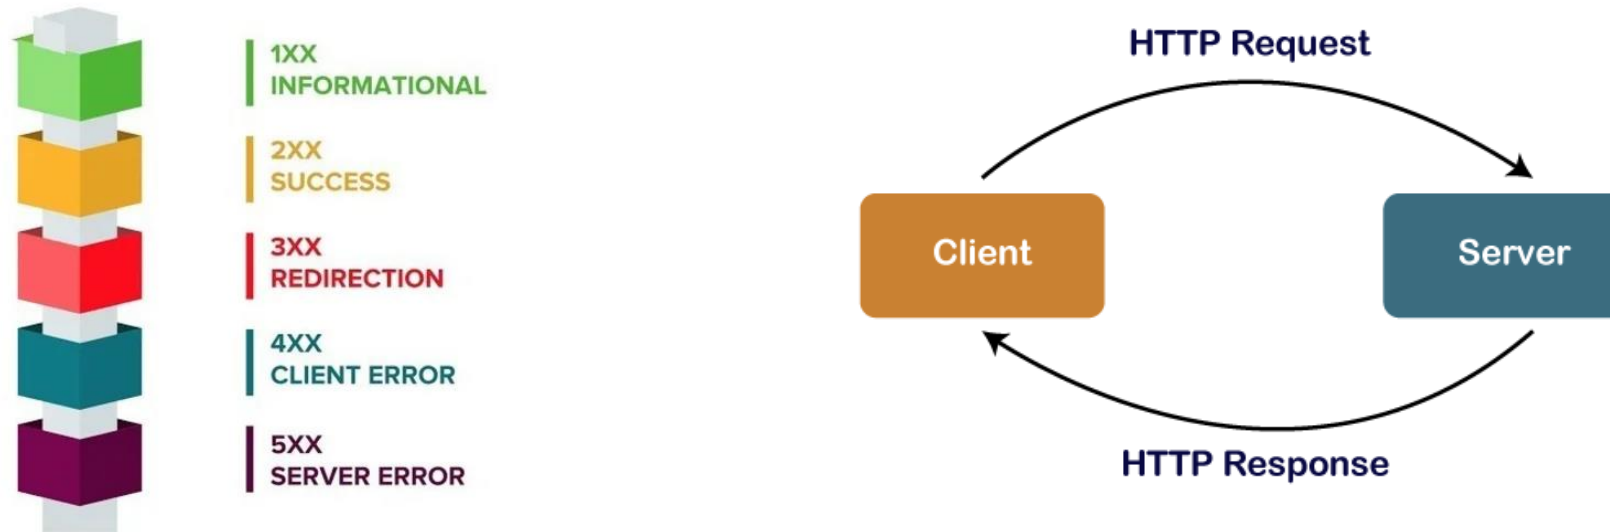 1XX
INFORMATIONAL
2XX
SUCCESS
3XX
REDIRECTION
4XX
CLIENT ERROR
5XX
SERVER ERROR
HTTP Request
Client
Server
HTTP Response